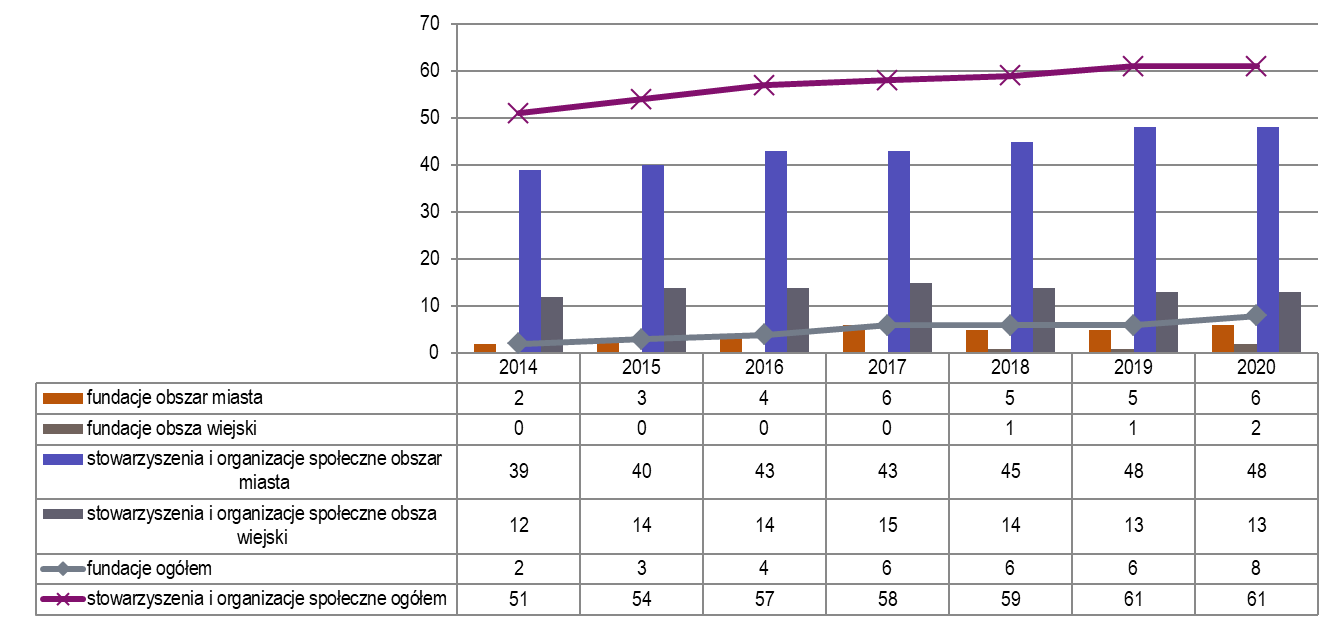 70
60
50
40
30
20
10
0
2014 2015 2016 2017 2018 2019 2020
fundacje obszar miasta 2 3 4 6 5 5 6
fundacje obsza wiejski 0 0 0 0 1 1 2
stowarzyszenia i organizacje społeczne obszar
miasta 39 40 43 43 45 48 48
stowarzyszenia i organizacje społeczne obsza
wiejski 12 14 14 15 14 13 13
fundacje ogółem 2 3 4 6 6 6 8
stowarzyszenia i organizacje społeczne ogółem 51 54 57 58 59 61 61